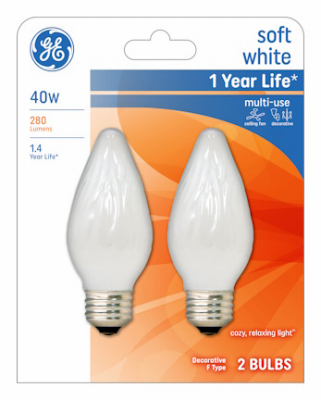 GE
soft
white
1 Year Life*
40w
280
Lumens
1.4
Year Life*
multi-use
ceiling fan
decorative
cozy, relaxing light^
Decorative
F Type
2 BULBS